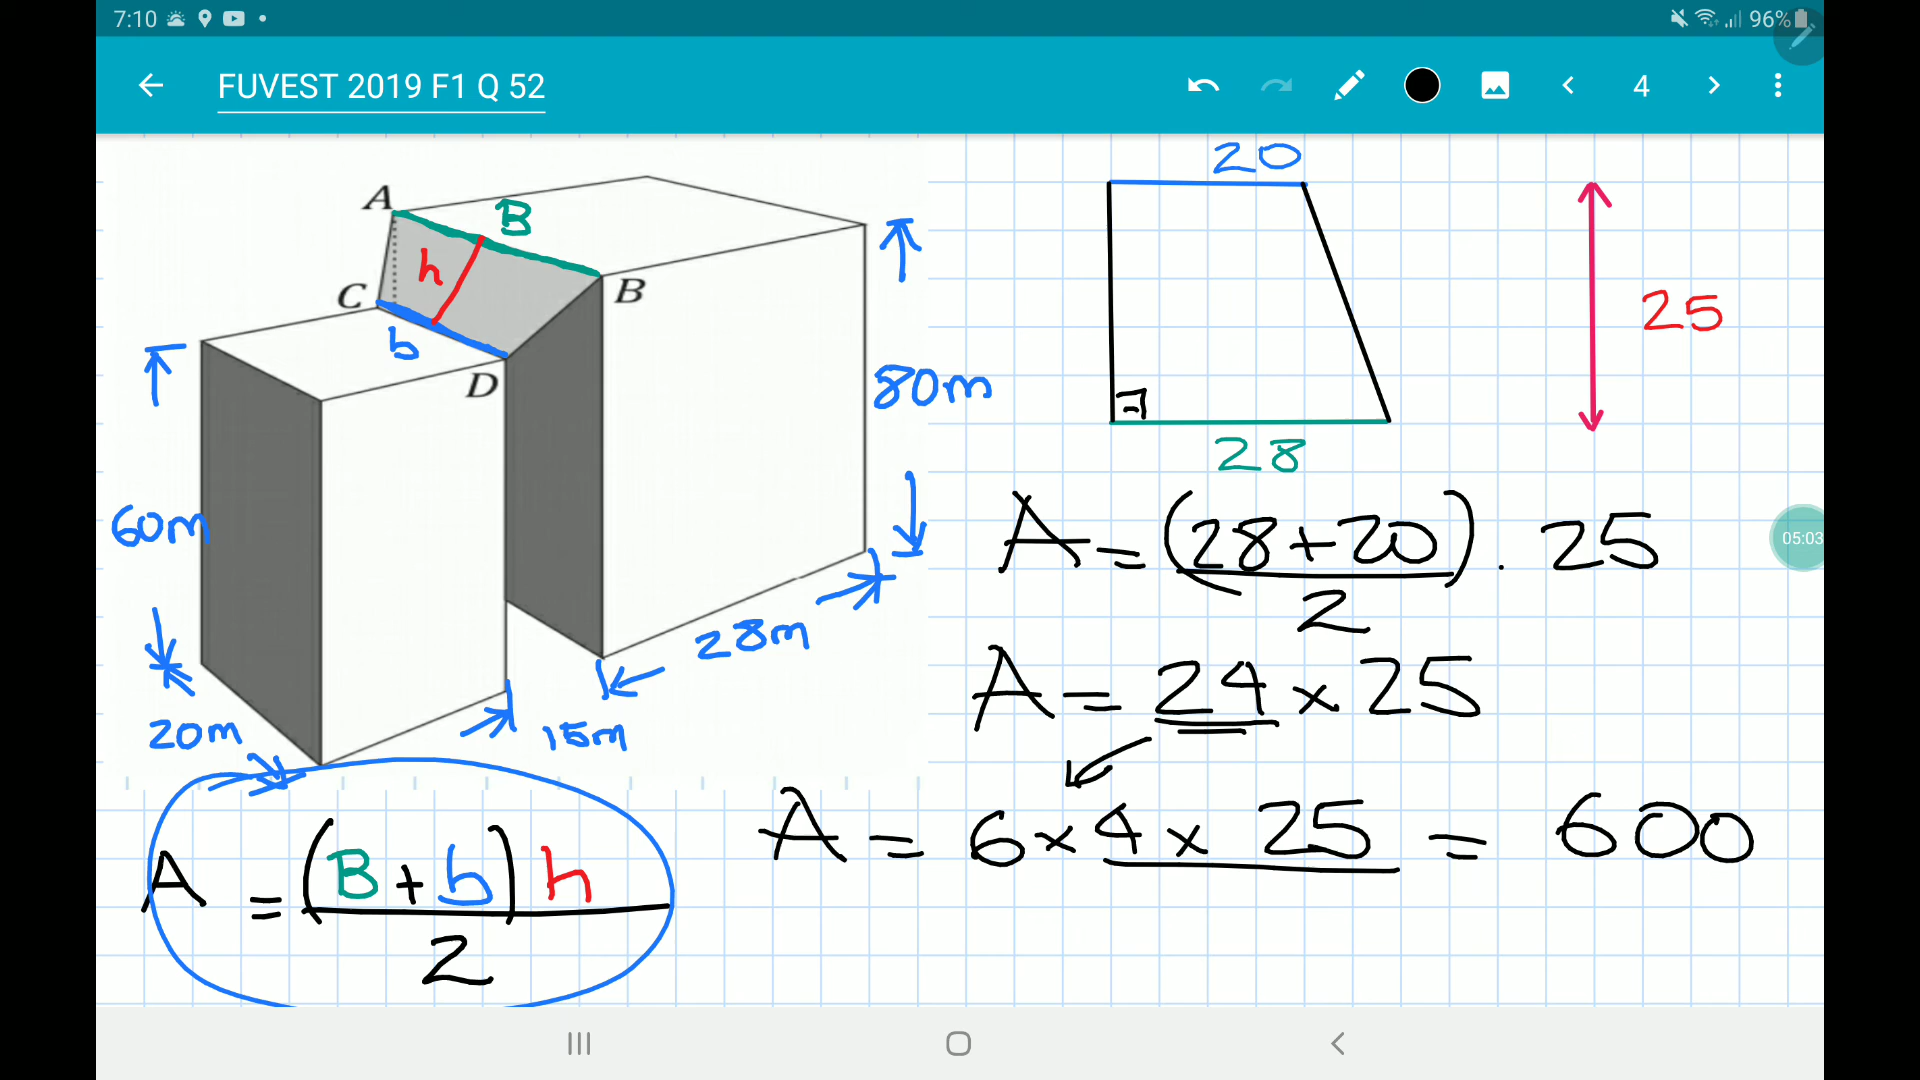 7:10
96%
FUVEST 2019 F1 Q 52
4
20
A
B
h
C
B
b
25
D
80m
28
60m
A = (28+20) . 25
2
05:03
28m
A = 24 x 25
20m
15m
A = 6 x 4 x 25 = 600
A = (B + b) h
2